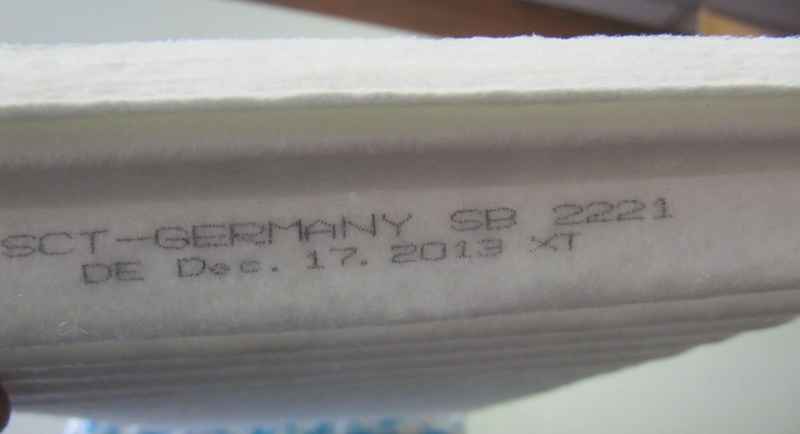 SCT-GERMANY SB 2221
DE Dec. 17. 2013 XT